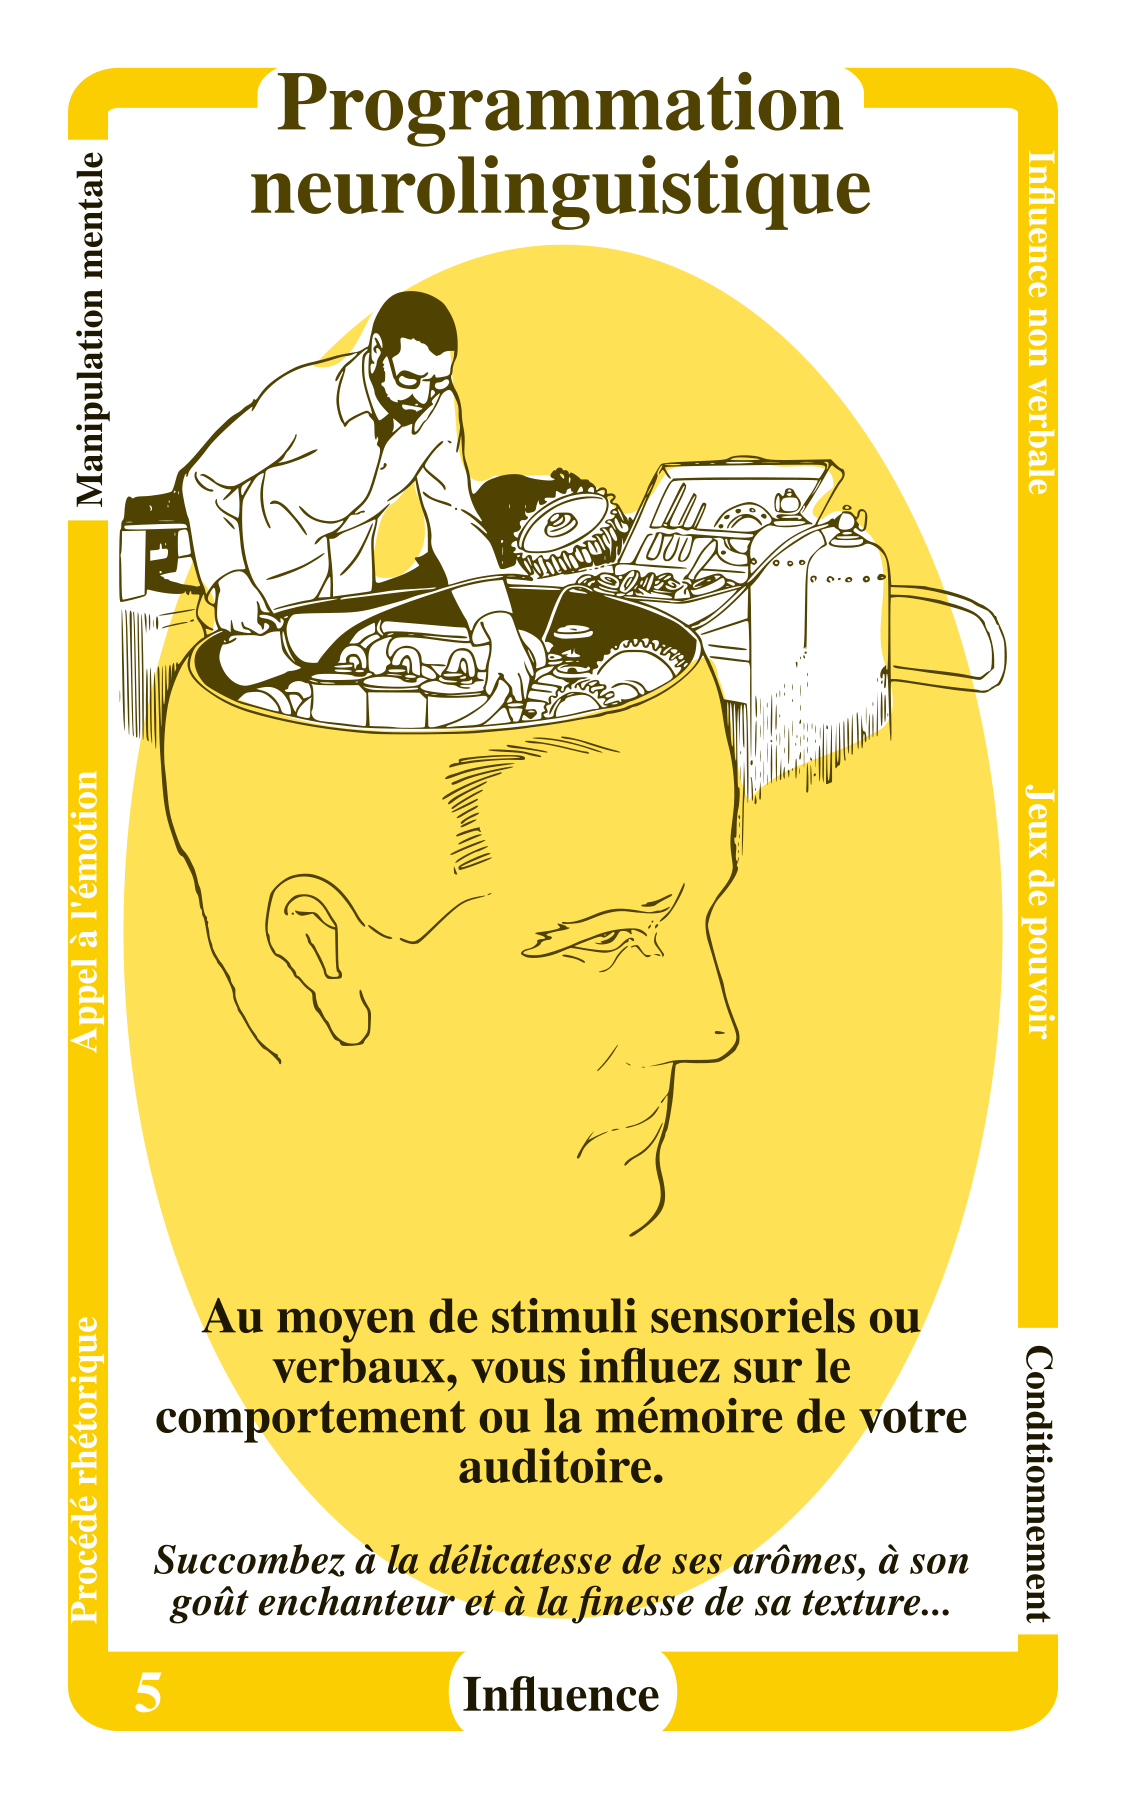 Programmation
neurolinguistique
Manipulation mentale
Appel à l'émotion
Procédé rhétorique
Influence non verbale
Jeux de pouvoir
Conditionnement
Au moyen de stimuli sensoriels ou
verbaux, vous influez sur le
comportement ou la mémoire de votre
auditoire.
Succombez à la délicatesse de ses arômes, à son
goût enchanteur et à la finesse de sa texture...
5
Influence